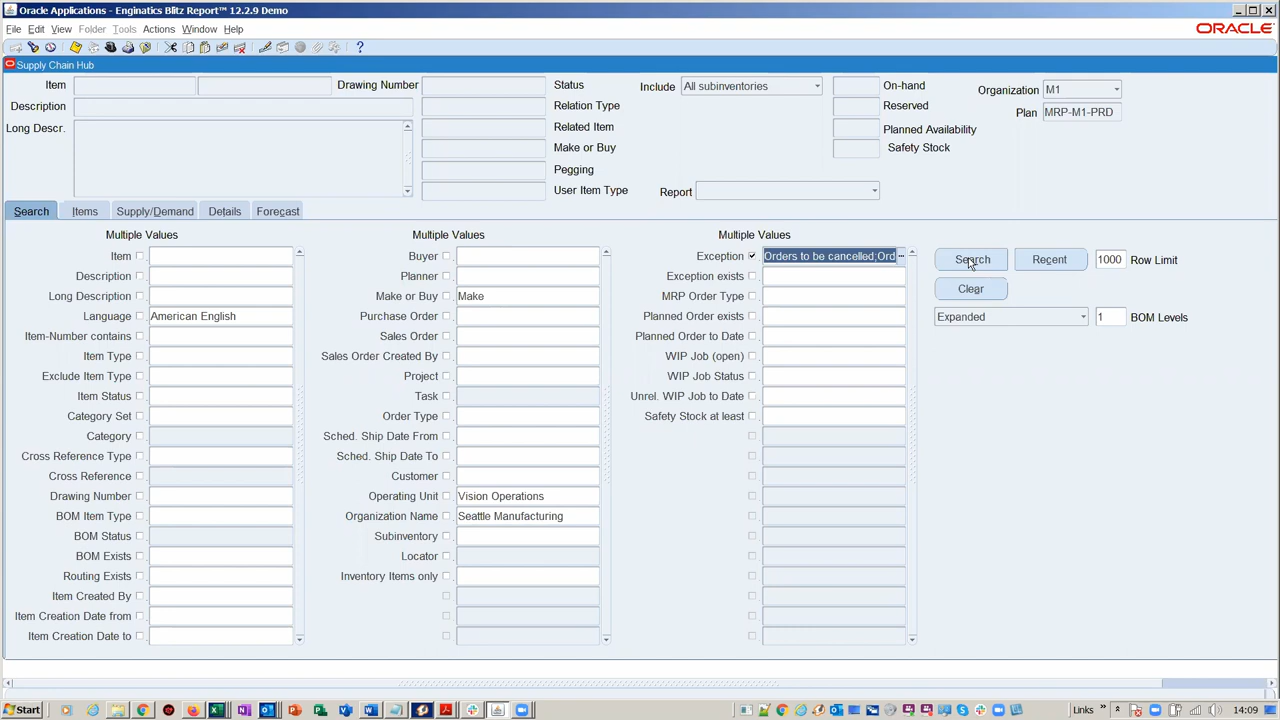 Oracle Applications - Enginatics Blitz Report™ 12.2.9 Demo
File Edit View Folder Tools Actions Window Help
ORACLE
Supply Chain Hub
Item Drawing Number Status Include All subinventories On-hand Organization M1
Description Relation Type Reserved Plan MRP-M1-PRD
Long Descr. Related Item Planned Availability
Make or Buy Safety Stock
Pegging
User Item Type Report
Search Items Supply/Demand Details Forecast
Multiple Values Multiple Values Multiple Values
Item Buyer Exception Orders to be cancelled;Ord Search Recent 1000 Row Limit
Description Planner Exception exists
Long Description Make or Buy Make MRP Order Type Clear
Language American English Purchase Order Planned Order exists Expanded 1 BOM Levels
Item-Number contains Sales Order Planned Order to Date
Item Type Sales Order Created By WIP Job (open)
Exclude Item Type Project WIP Job Status
Item Status Task Unrel. WIP Job to Date
Category Set Order Type Safety Stock at least
Category Sched. Ship Date From
Cross Reference Type Sched. Ship Date To
Cross Reference Customer
Drawing Number Operating Unit Vision Operations
BOM Item Type Organization Name Seattle Manufacturing
BOM Status Subinventory
BOM Exists Locator
Routing Exists Inventory Items only
Item Created By
Item Creation Date from
Item Creation Date to
Start Links 14:09